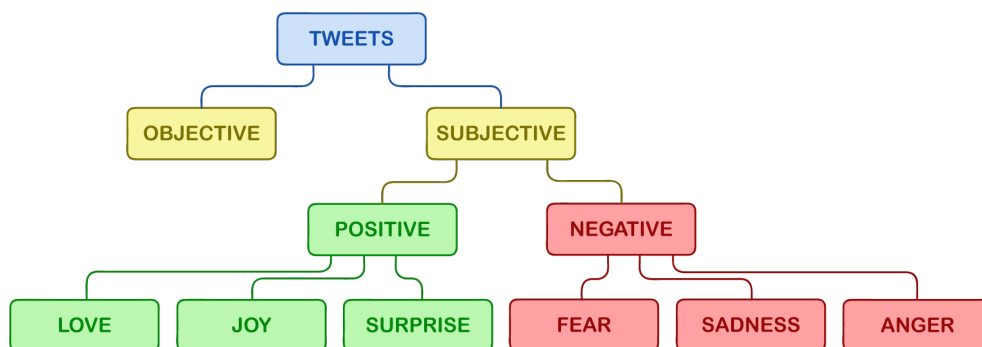 TWEETS
OBJECTIVE
SUBJECTIVE
POSITIVE
NEGATIVE
LOVE
JOY
SURPRISE
FEAR
SADNESS
ANGER